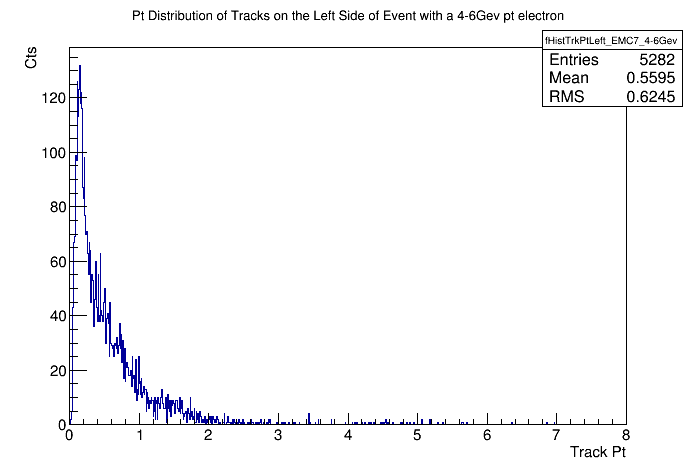 Pt Distribution of Tracks on the Left Side of Event with a 4-6Gev pt electron
fHistTrkPtLeft_EMC7_4-6Gev
Entries 5282
Mean 0.5595
RMS 0.6245
Cts
120
100
80
60
40
20
0
0 1 2 3 4 5 6 7 8
Track Pt